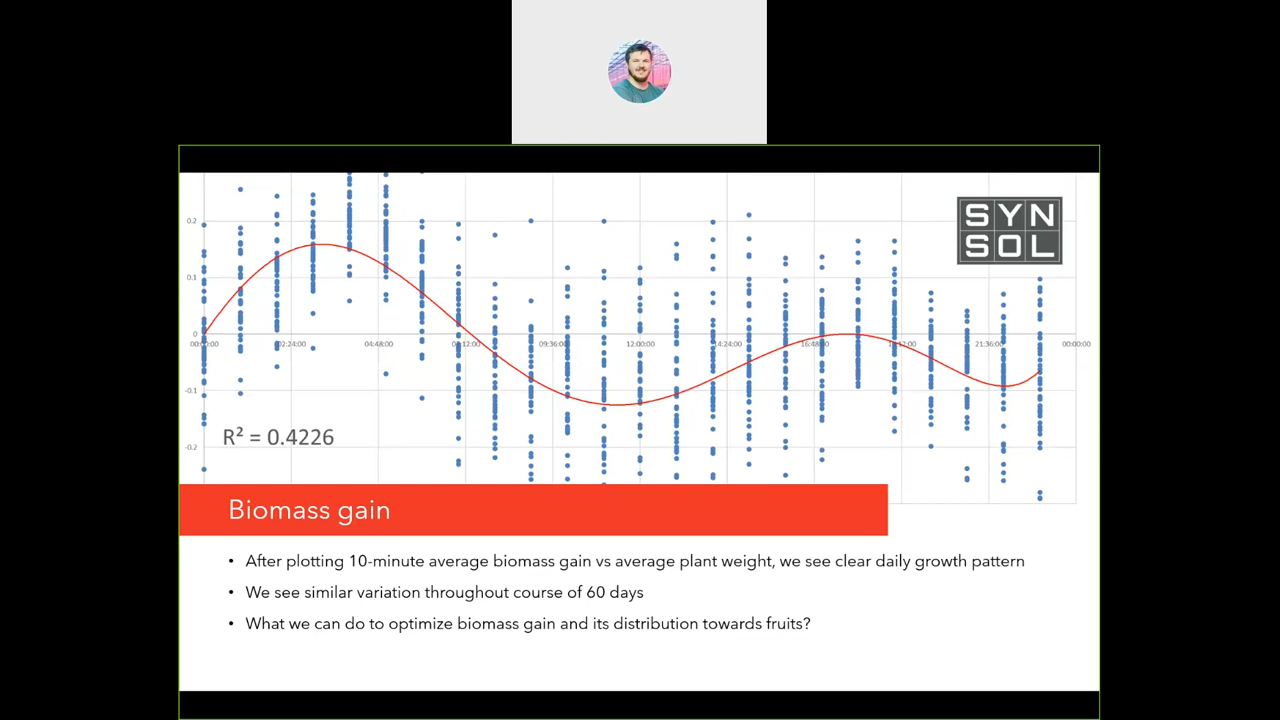 SYN
SOL
0.2
0.1
0
00:00:00 02:24:00 04:48:00 12:00:00 14:24:00 00:00:00
09:36:00 21:36:00
-0.1
-0.2
R² = 0.4226
Biomass gain
• After plotting 10-minute average biomass gain vs average plant weight, we see clear daily growth pattern
• We see similar variation throughout course of 60 days
• What we can do to optimize biomass gain and its distribution towards fruits?